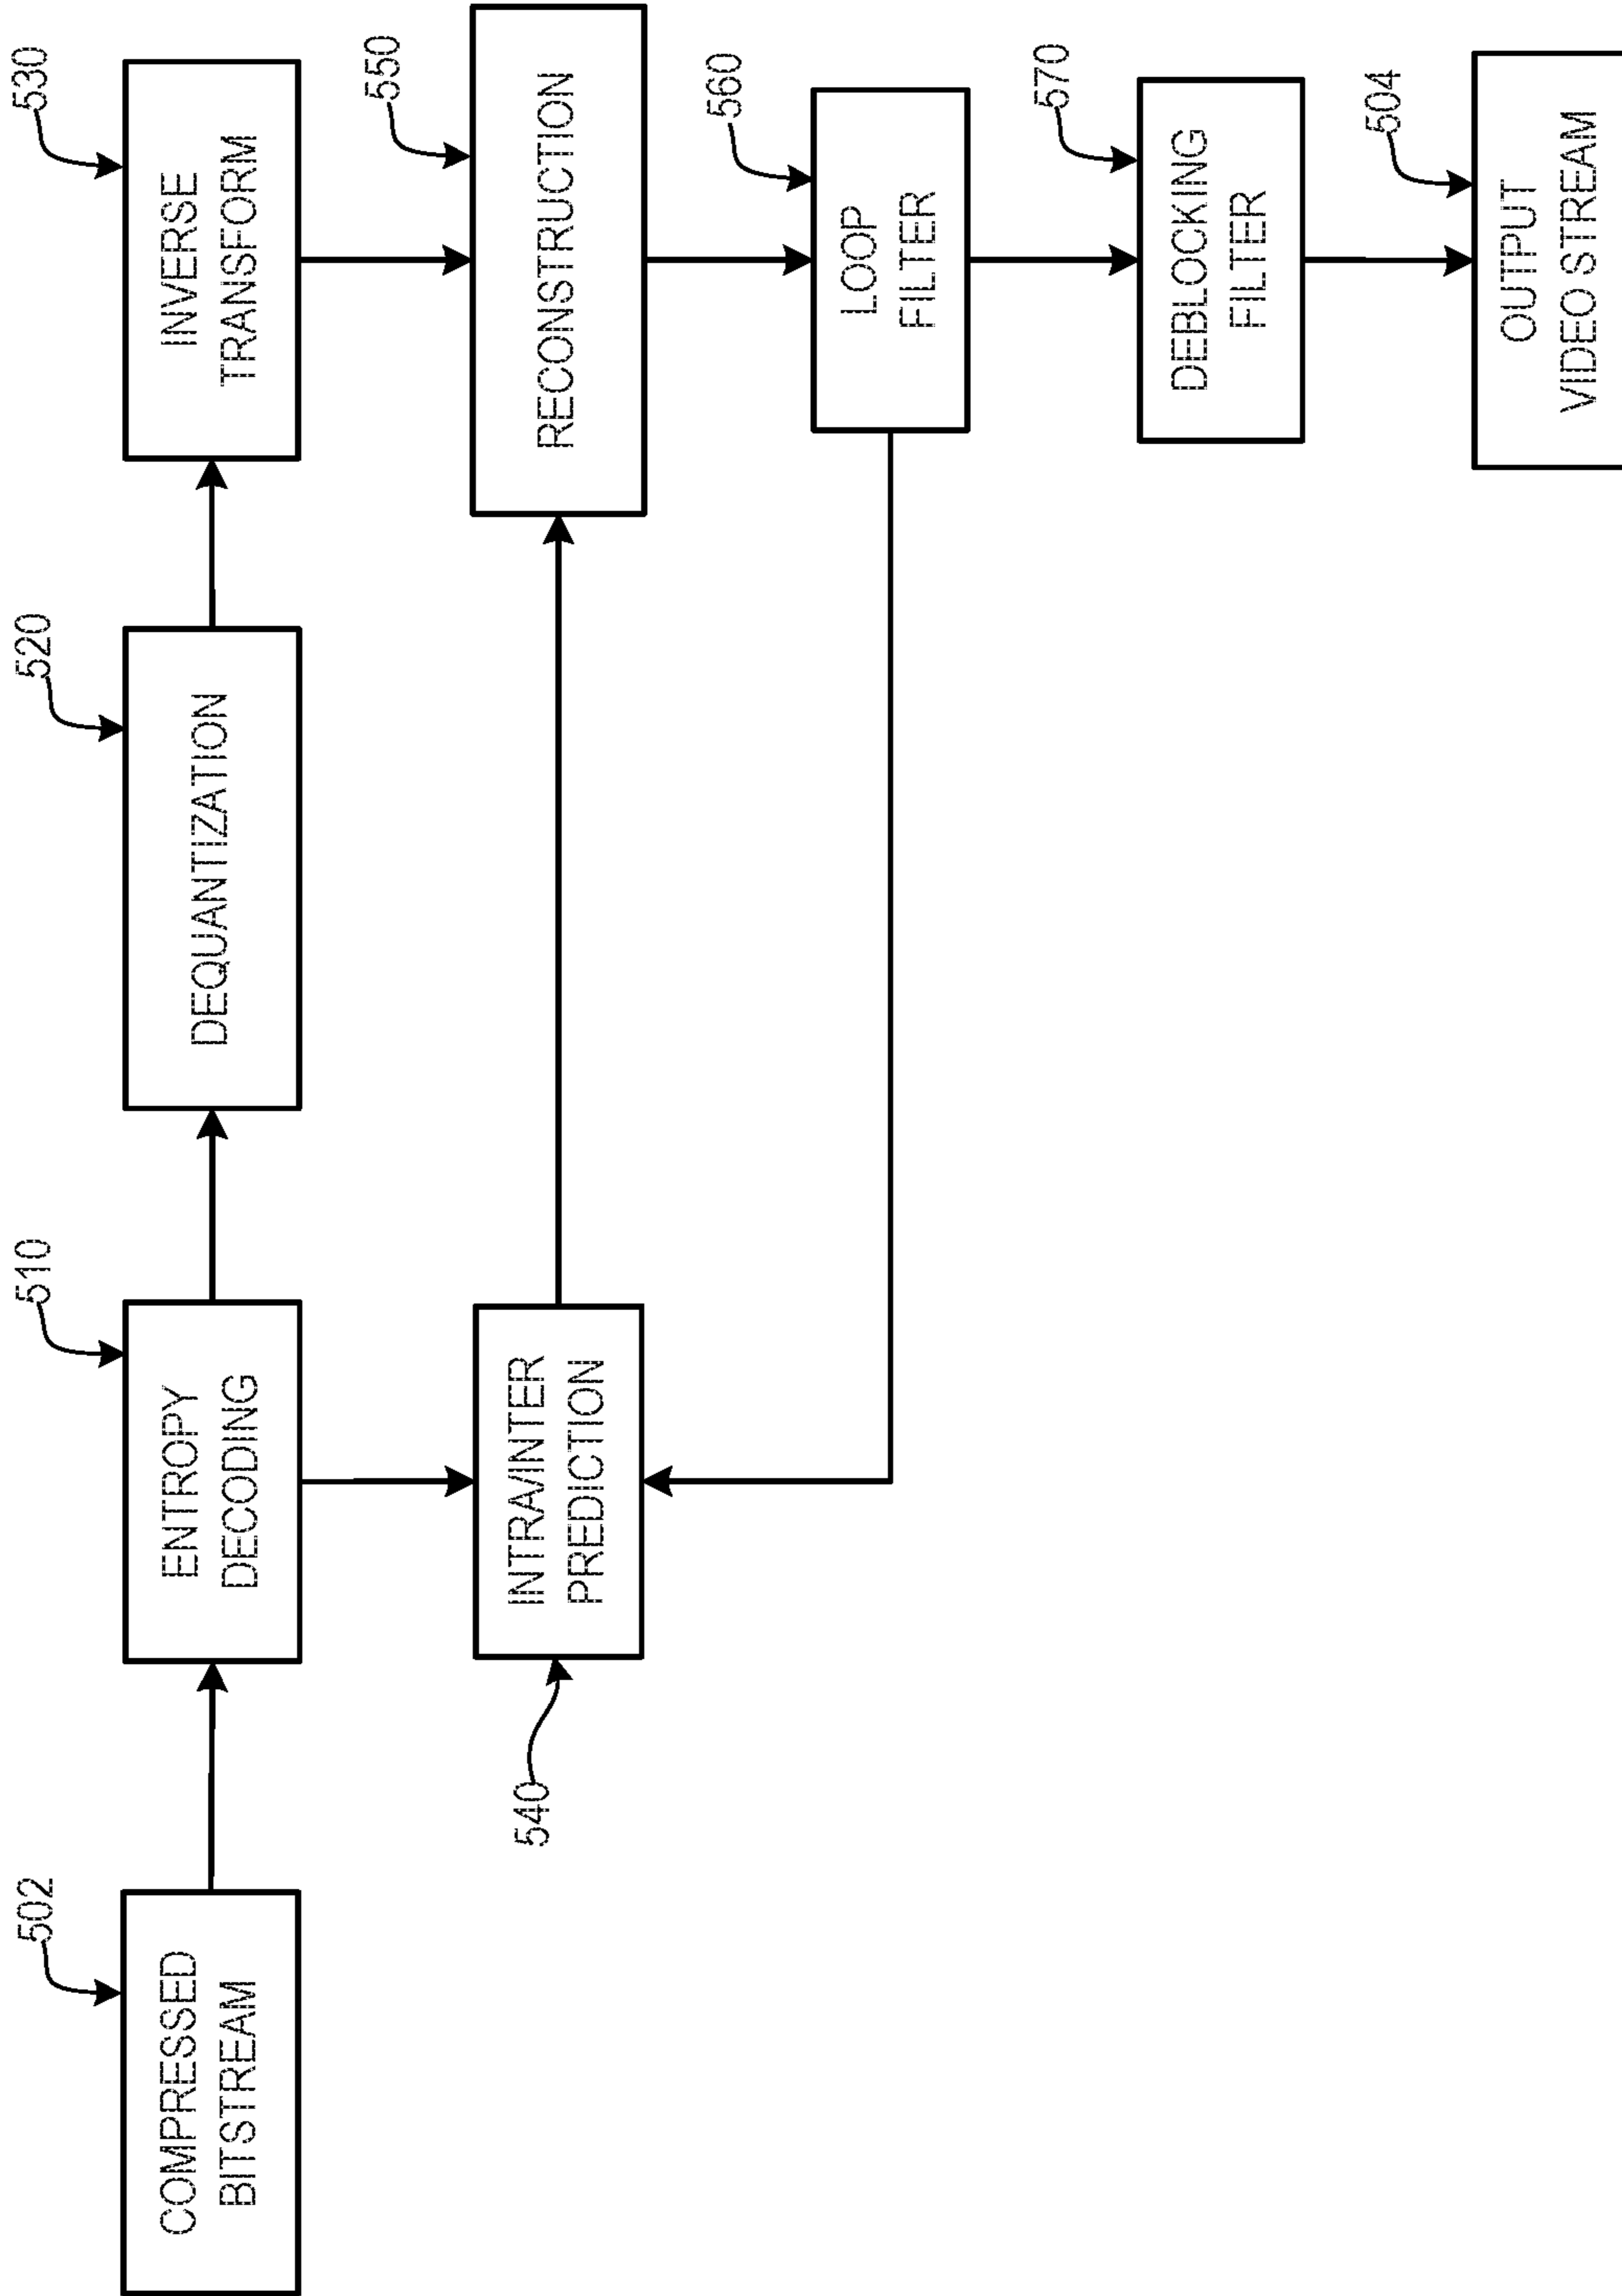 502
COMPRESSED
BITSTREAM
510
ENTROPY
DECODING
520
DEQUANTIZATION
530
INVERSE
TRANSFORM
540
INTRA/INTER
PREDICTION
550
RECONSTRUCTION
560
LOOP
FILTER
570
DEBLOCKING
FILTER
504
OUTPUT
VIDEO STREAM